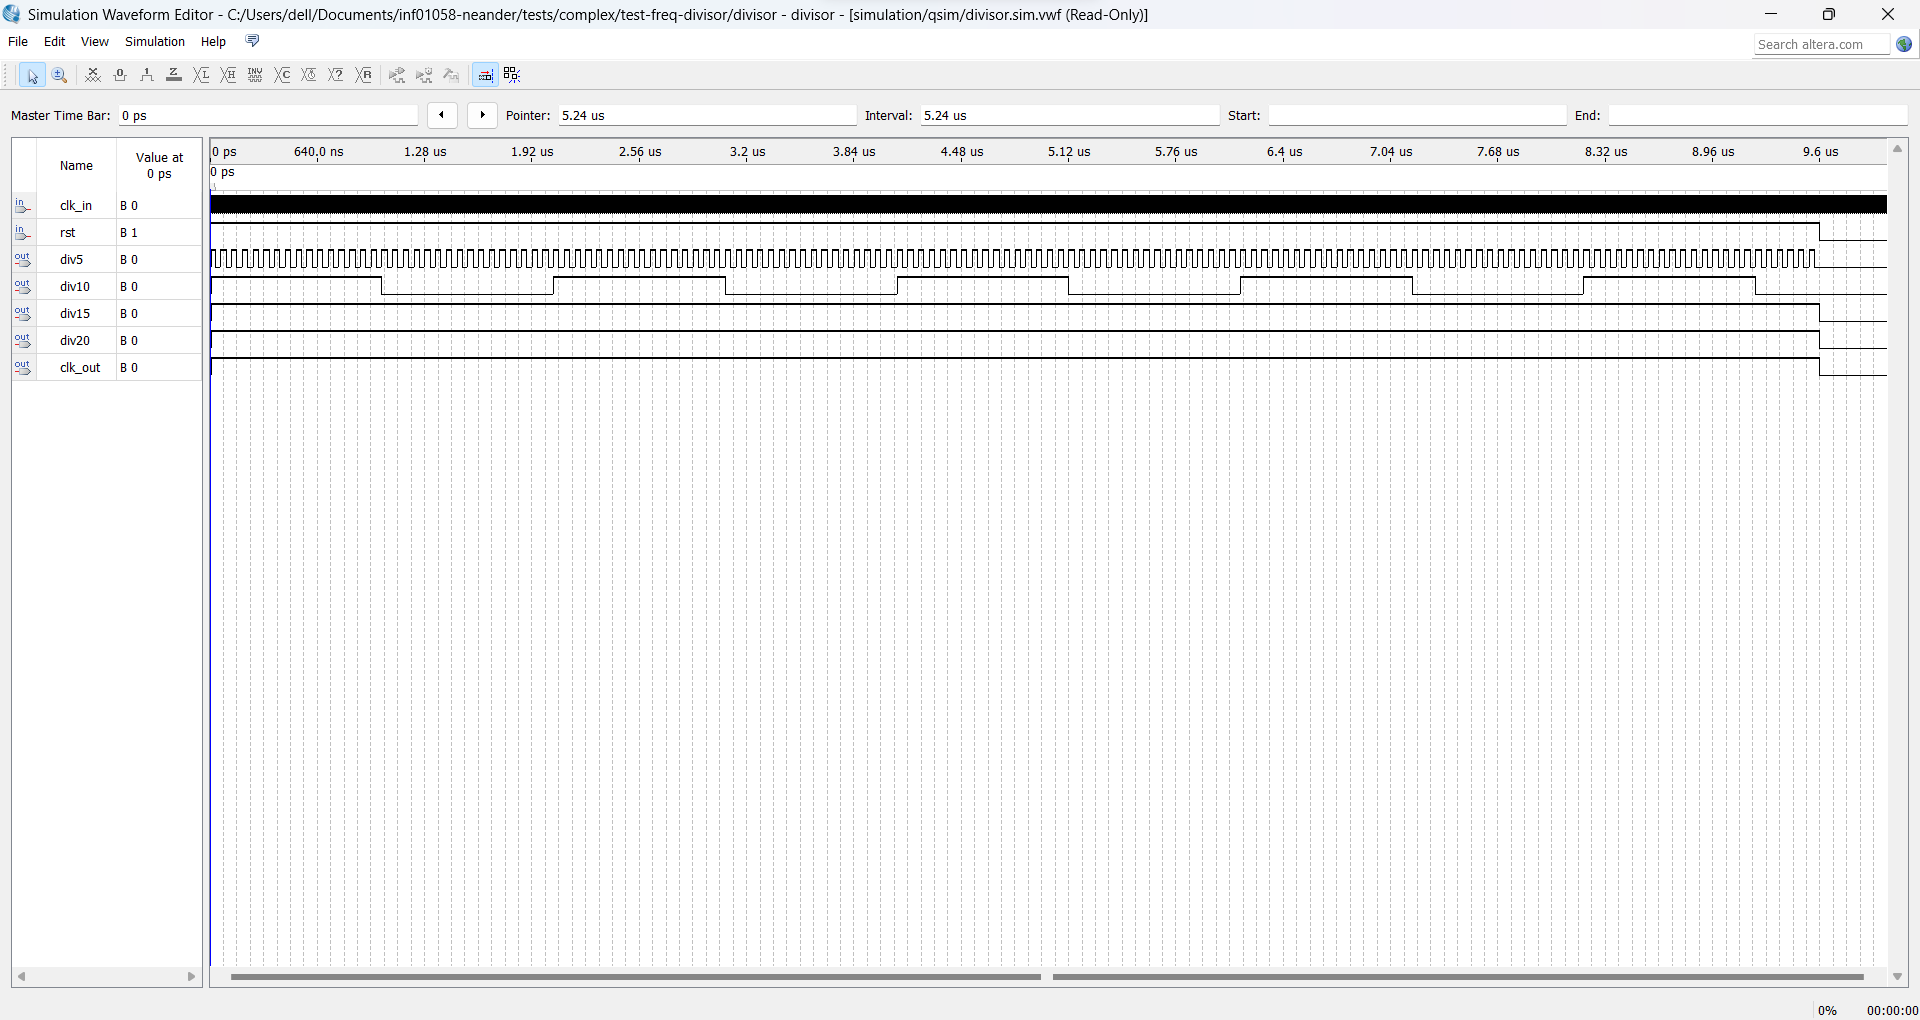 Simulation Waveform Editor - C:/Users/dell/Documents/inf01058-neander/tests/complex/test-freq-divisor/divisor - divisor - [simulation/qsim/divisor.sim.vwf (Read-Only)]
File Edit View Simulation Help
Search altera.com
Master Time Bar: 0 ps Pointer: 5.24 us Interval: 5.24 us Start: End:
Name Value at 0 ps
0 ps 640.0 ns 1.28 us 1.92 us 2.56 us 3.2 us 3.84 us 4.48 us 5.12 us 5.76 us 6.4 us 7.04 us 7.68 us 8.32 us 8.96 us 9.6 us
0 ps
in clk_in B 0
in rst B 1
out div5 B 0
out div10 B 0
out div15 B 0
out div20 B 0
out clk_out B 0
0% 00:00:00